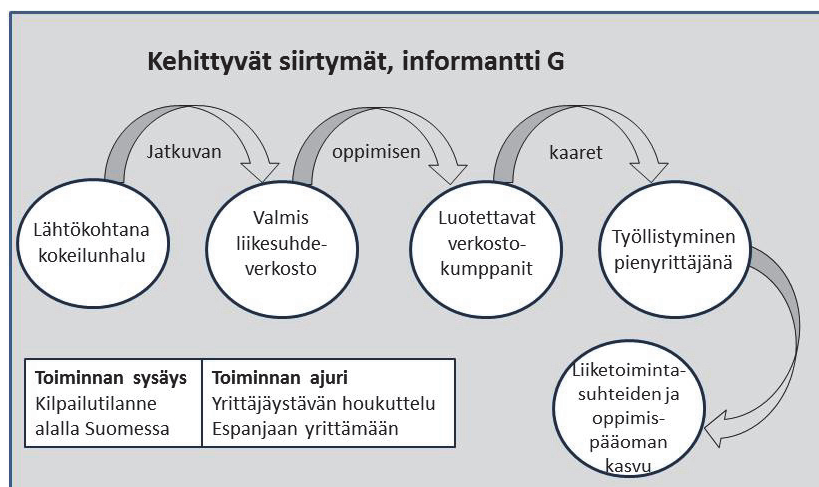 Kehittyvät siirtymät, informantti G
Jatkuvan
oppimisen
kaaret
Lähtökohtana
kokeilunhalu
Valmis
liikesuhde-
verkosto
Luotettavat
verkosto-
kumppanit
Työllistyminen
pienyrittäjänä
Liiketoiminta-
suhteiden ja
oppimis-
pääoman
kasvu
Toiminnan sysäys
Kilpailutilanne
alalla Suomessa
Toiminnan ajuri
Yrittäjäystävän houkuttelu
Espanjaan yrittämään